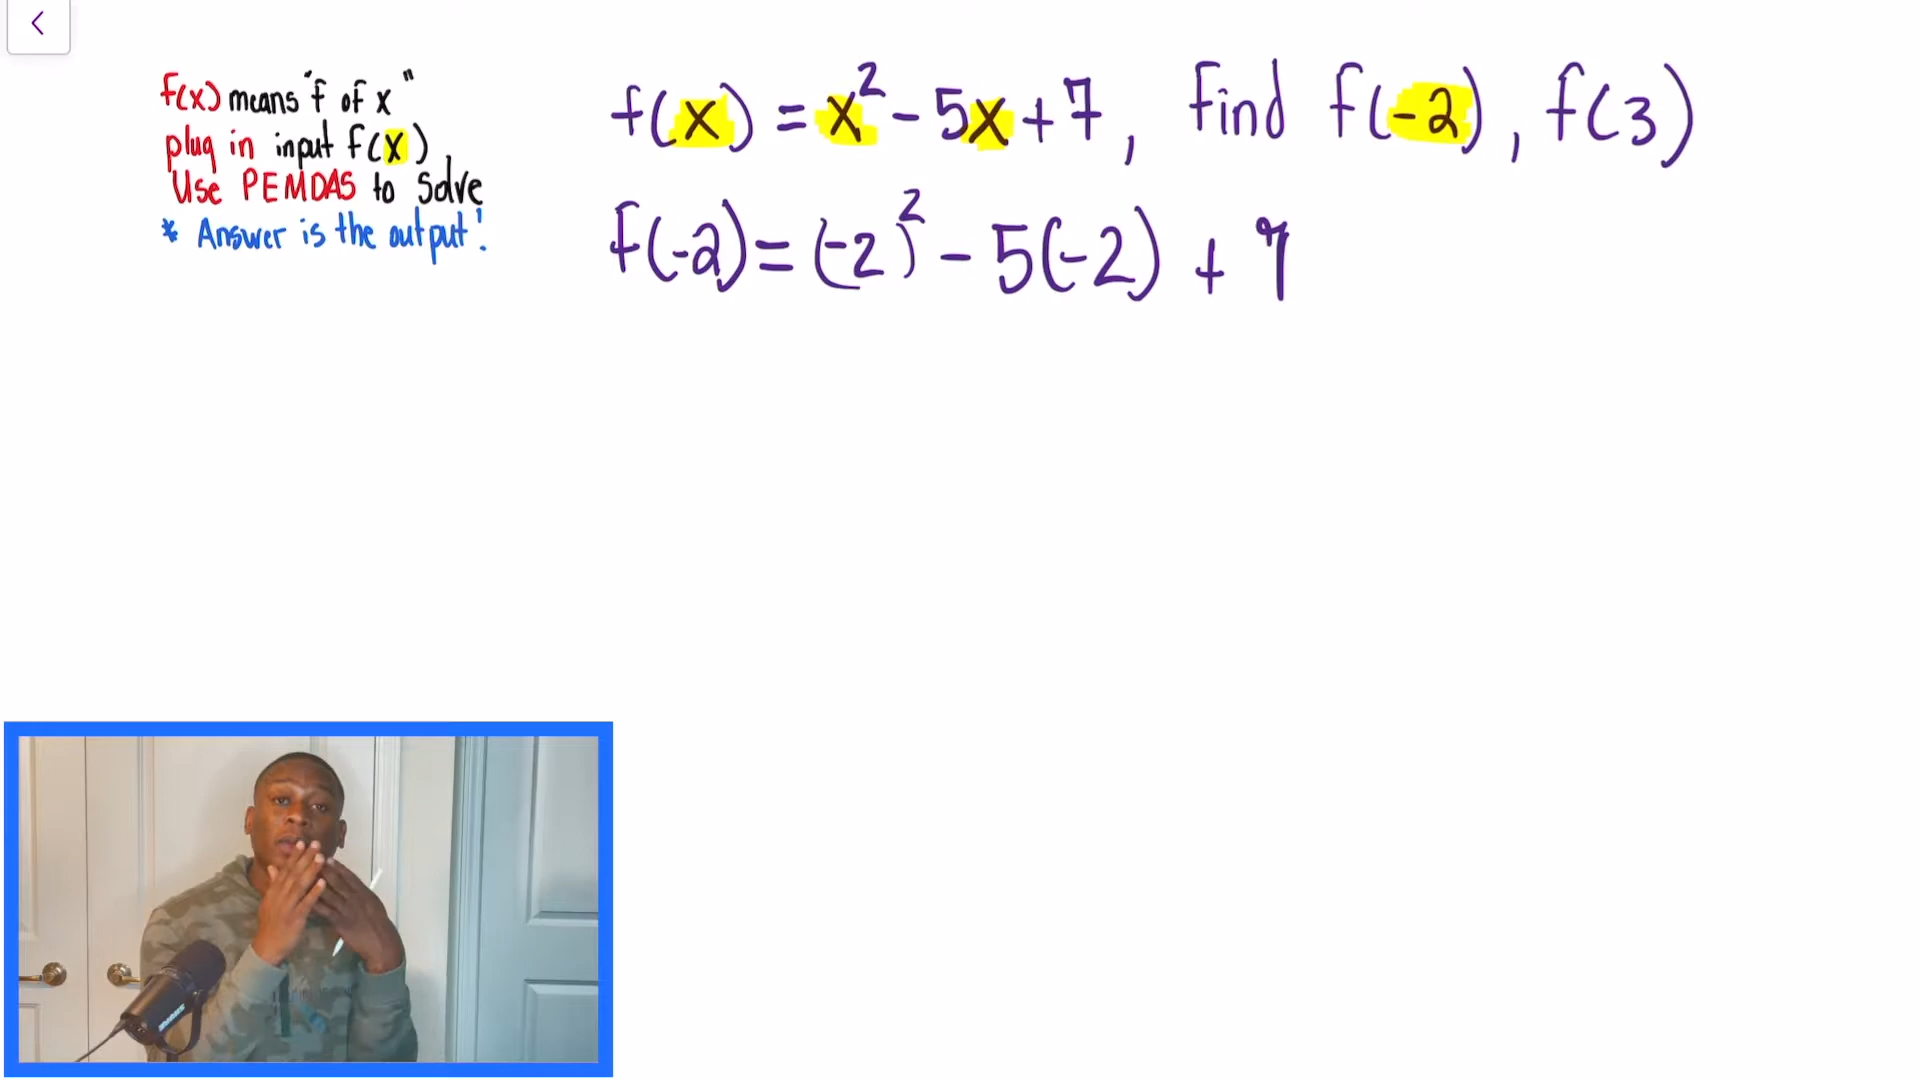 f(x) means "f of x"
plug in input f(x)
Use PEMDAS to solve
* Answer is the output!
f(x) = x² - 5x + 7, Find f(-2), f(3)
f(-2) = (-2)² - 5(-2) + 7